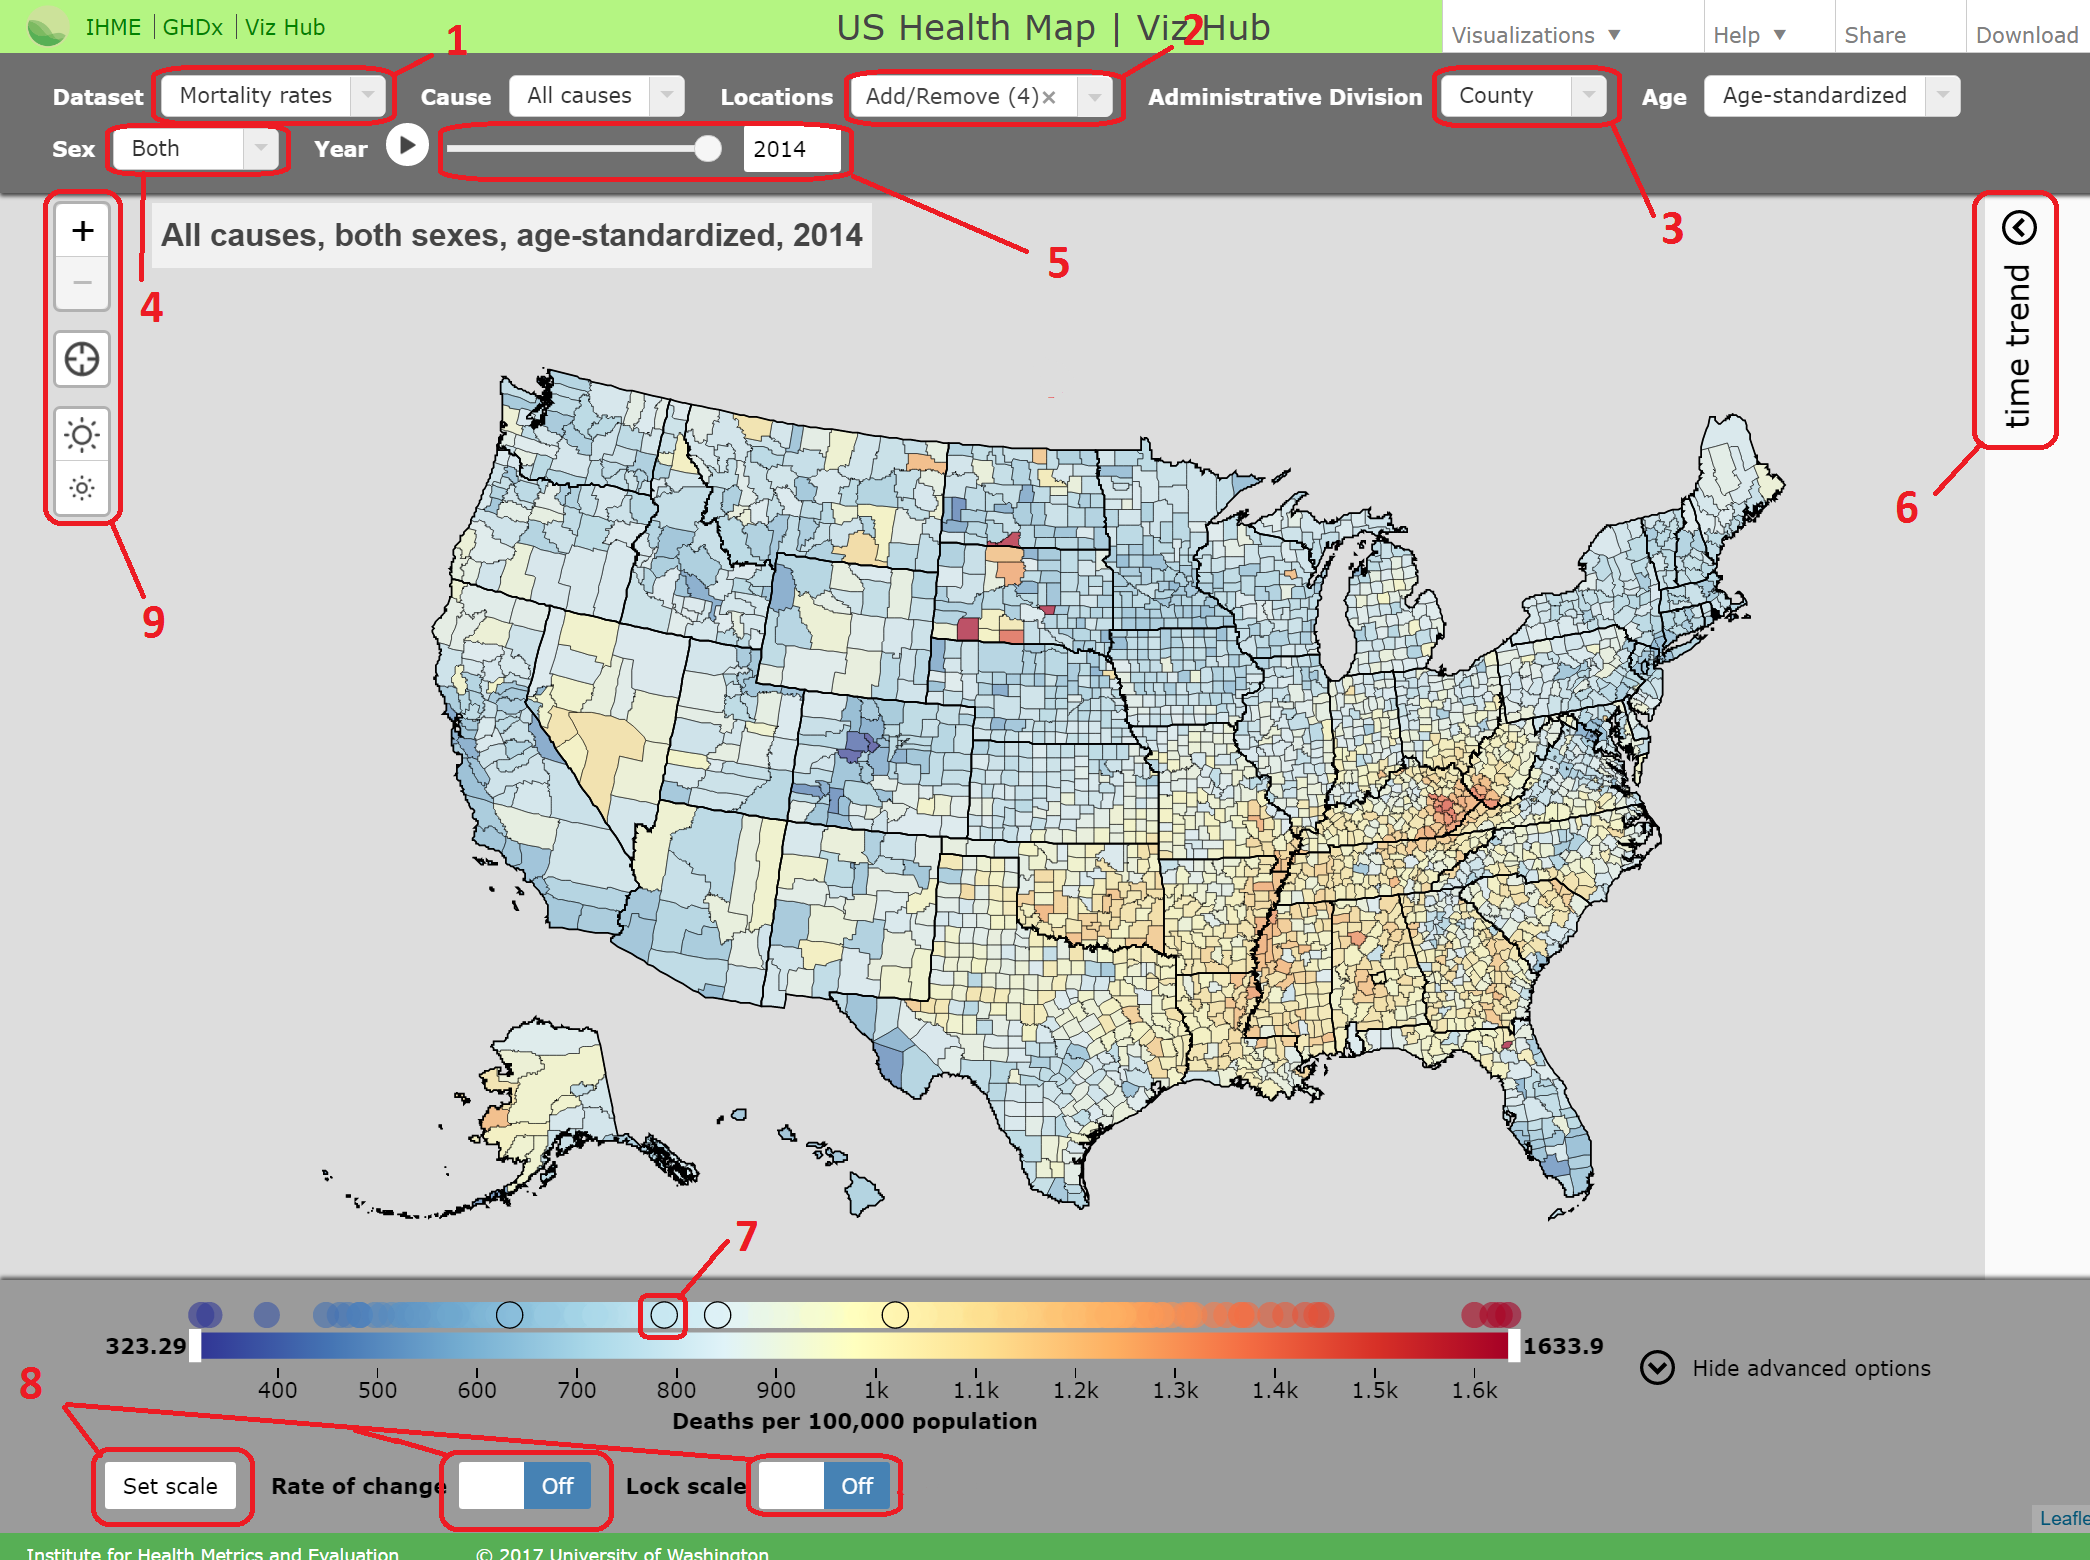 IHME GHDx Viz Hub
US Health Map | Viz Hub
Visualizations ▼ Help ▼ Share Download
1 2
Dataset Mortality rates Cause All causes Locations Add/Remove (4)× Administrative Division County Age Age-standardized
Sex Both Year 2014
3
4
5
+
All causes, both sexes, age-standardized, 2014
−
time trend
6
9
7
323.29 1633.9
Hide advanced options
400 500 600 700 800 900 1k 1.1k 1.2k 1.3k 1.4k 1.5k 1.6k
8
Deaths per 100,000 population
Set scale Rate of change Off Lock scale Off
Leafle
Institute for Health Metrics and Evaluation © 2017 University of Washington